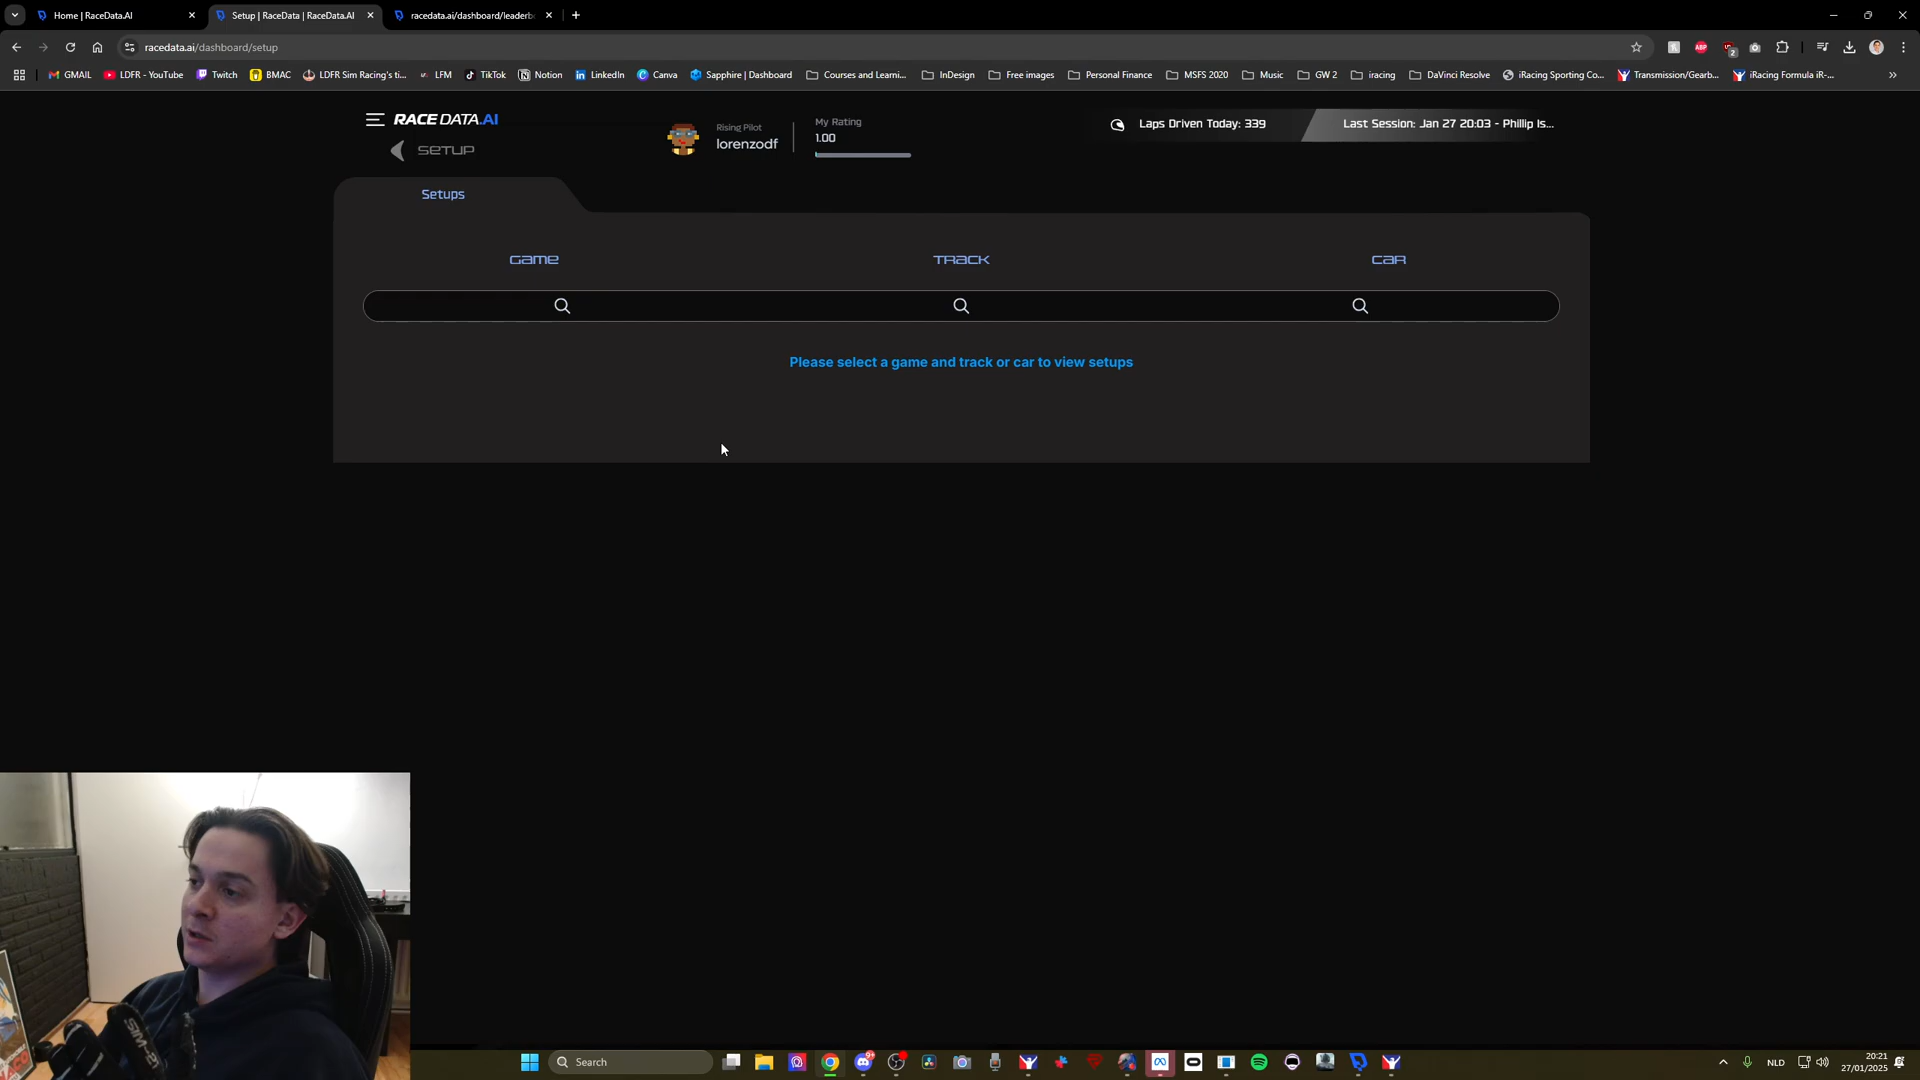 Home | RaceData.AI
Setup | RaceData | RaceData.AI
racedata.ai/dashboard/leaderb
racedata.ai/dashboard/setup
GMAIL
LDFR - YouTube
Twitch
BMAC
LDFR Sim Racing's ti...
LFM
TikTok
Notion
LinkedIn
Canva
Sapphire | Dashboard
Courses and Learni...
InDesign
Free images
Personal Finance
MSFS 2020
Music
GW 2
iracing
DaVinci Resolve
iRacing Sporting Co...
Transmission/Gearb...
iRacing Formula iR-...
RACE DATA.AI
SETUP
Rising Pilot
lorenzodf
My Rating
1.00
Laps Driven Today: 339
Last Session: Jan 27 20:03 - Phillip Is...
Setups
GAME
TRACK
CAR
Please select a game and track or car to view setups
SIM-2
Search
NLD
20:21
27/01/2025